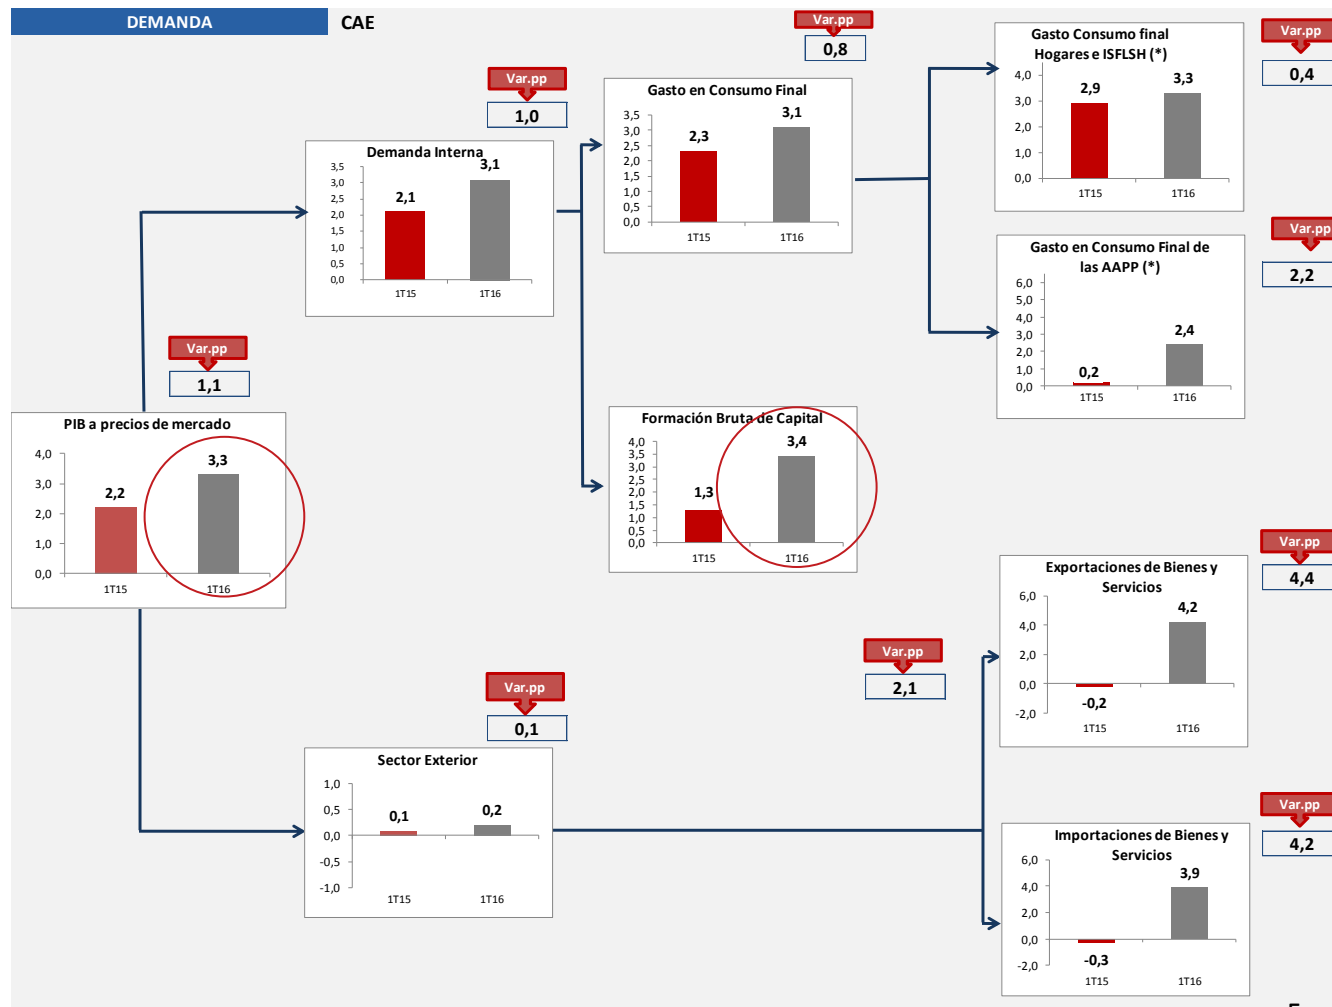 DEMANDA
CAE
Var.pp
1,1
PIB a precios de mercado
4,0
3,0
2,0
1,0
0,0
2,2
3,3
1T15
1T16
Var.pp
1,0
Demanda Interna
3,5
3,0
2,5
2,0
1,5
1,0
0,5
0,0
2,1
3,1
1T15
1T16
Var.pp
0,1
Sector Exterior
1,0
0,5
0,0
-0,5
-1,0
0,1
0,2
1T15
1T16
Var.pp
0,8
Gasto en Consumo Final
3,5
3,0
2,5
2,0
1,5
1,0
0,5
0,0
2,3
3,1
1T15
1T16
Formación Bruta de Capital
4,0
3,5
3,0
2,5
2,0
1,5
1,0
0,5
0,0
1,3
3,4
1T15
1T16
Var.pp
2,1
Gasto Consumo final
Hogares e ISFLSH (*)
4,0
3,0
2,0
1,0
0,0
2,9
3,3
1T15
1T16
Var.pp
0,4
Gasto en Consumo Final de
las AAPP (*)
6,0
5,0
4,0
3,0
2,0
1,0
0,0
0,2
2,4
1T15
1T16
Var.pp
2,2
Exportaciones de Bienes y
Servicios
6,0
4,0
2,0
0,0
-2,0
-0,2
4,2
1T15
1T16
Var.pp
4,4
Importaciones de Bienes y
Servicios
6,0
4,0
2,0
0,0
-2,0
-0,3
3,9
1T15
1T16
Var.pp
4,2